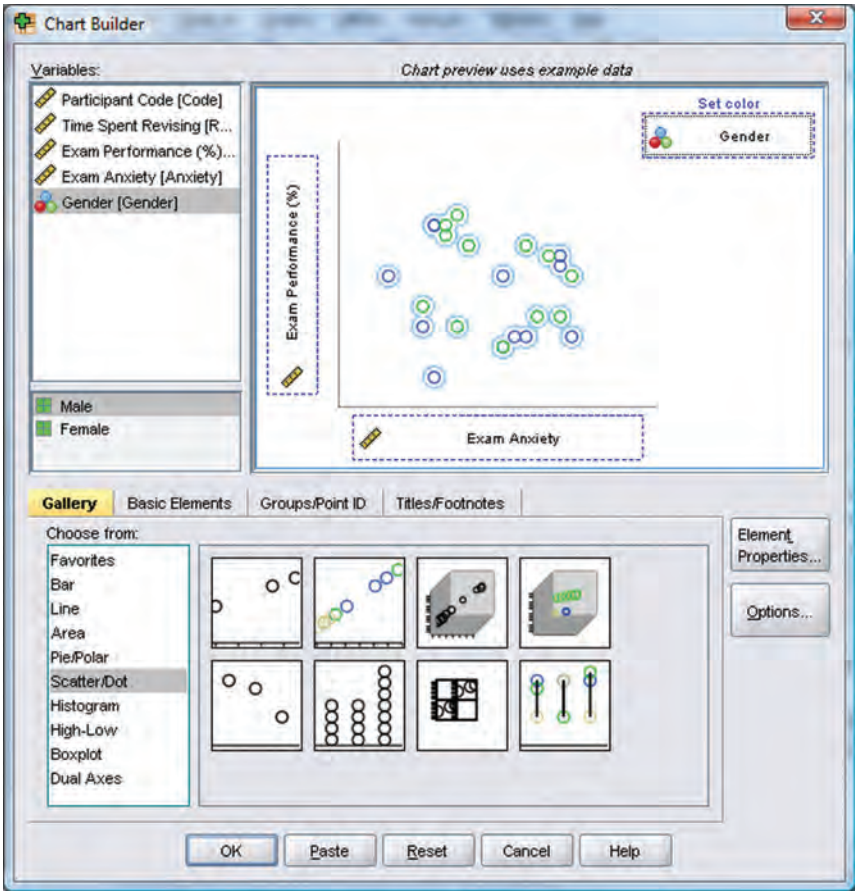 Chart Builder
Variables:
Participant Code [Code]
Time Spent Revising [R...
Exam Performance (%)...
Exam Anxiety [Anxiety]
Gender [Gender]
Male
Female
Chart preview uses example data
Set color
Gender
Exam Performance (%)
Exam Anxiety
Gallery Basic Elements Groups/Point ID Titles/Footnotes
Choose from:
Favorites
Bar
Line
Area
Pie/Polar
Scatter/Dot
Histogram
High-Low
Boxplot
Dual Axes
Element
Properties...
Options...
OK Paste Reset Cancel Help